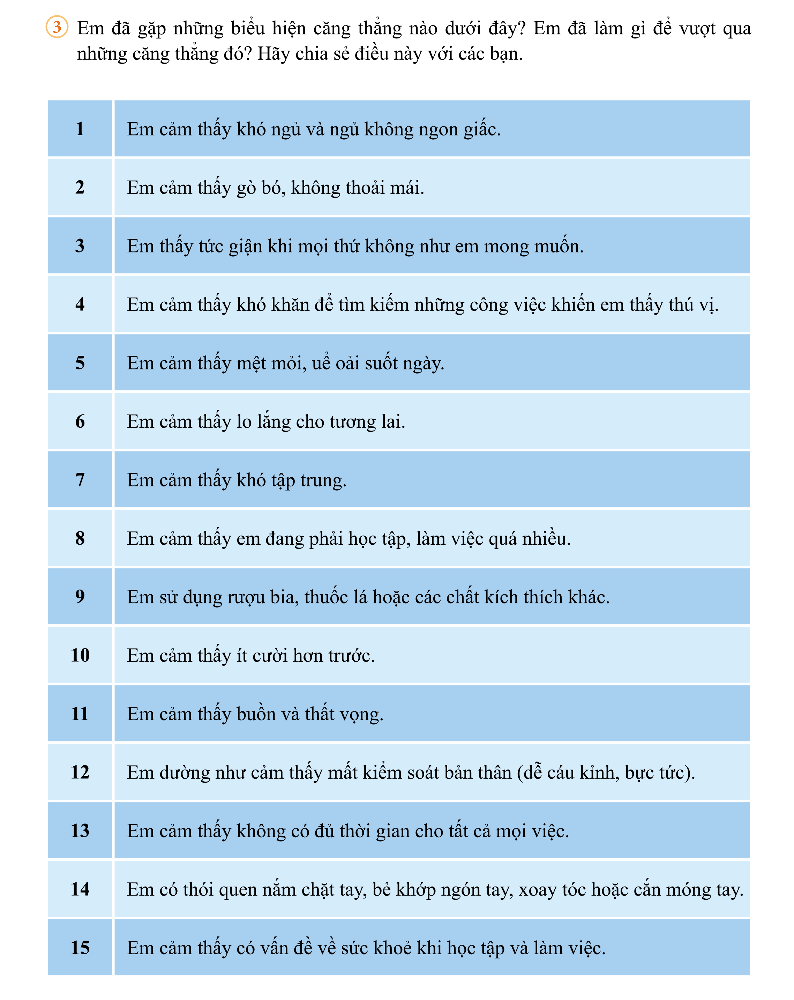 3 Em đã gặp những biểu hiện căng thẳng nào dưới đây? Em đã làm gì để vượt qua
những căng thẳng đó? Hãy chia sẻ điều này với các bạn.
1 Em cảm thấy khó ngủ và ngủ không ngon giấc.
2 Em cảm thấy gò bó, không thoải mái.
3 Em thấy tức giận khi mọi thứ không như em mong muốn.
4 Em cảm thấy khó khăn để tìm kiếm những công việc khiến em thấy thú vị.
5 Em cảm thấy mệt mỏi, uể oải suốt ngày.
6 Em cảm thấy lo lắng cho tương lai.
7 Em cảm thấy khó tập trung.
8 Em cảm thấy em đang phải học tập, làm việc quá nhiều.
9 Em sử dụng rượu bia, thuốc lá hoặc các chất kích thích khác.
10 Em cảm thấy ít cười hơn trước.
11 Em cảm thấy buồn và thất vọng.
12 Em dường như cảm thấy mất kiểm soát bản thân (dễ cáu kỉnh, bực tức).
13 Em cảm thấy không có đủ thời gian cho tất cả mọi việc.
14 Em có thói quen nắm chặt tay, bẻ khớp ngón tay, xoay tóc hoặc cắn móng tay.
15 Em cảm thấy có vấn đề về sức khoẻ khi học tập và làm việc.